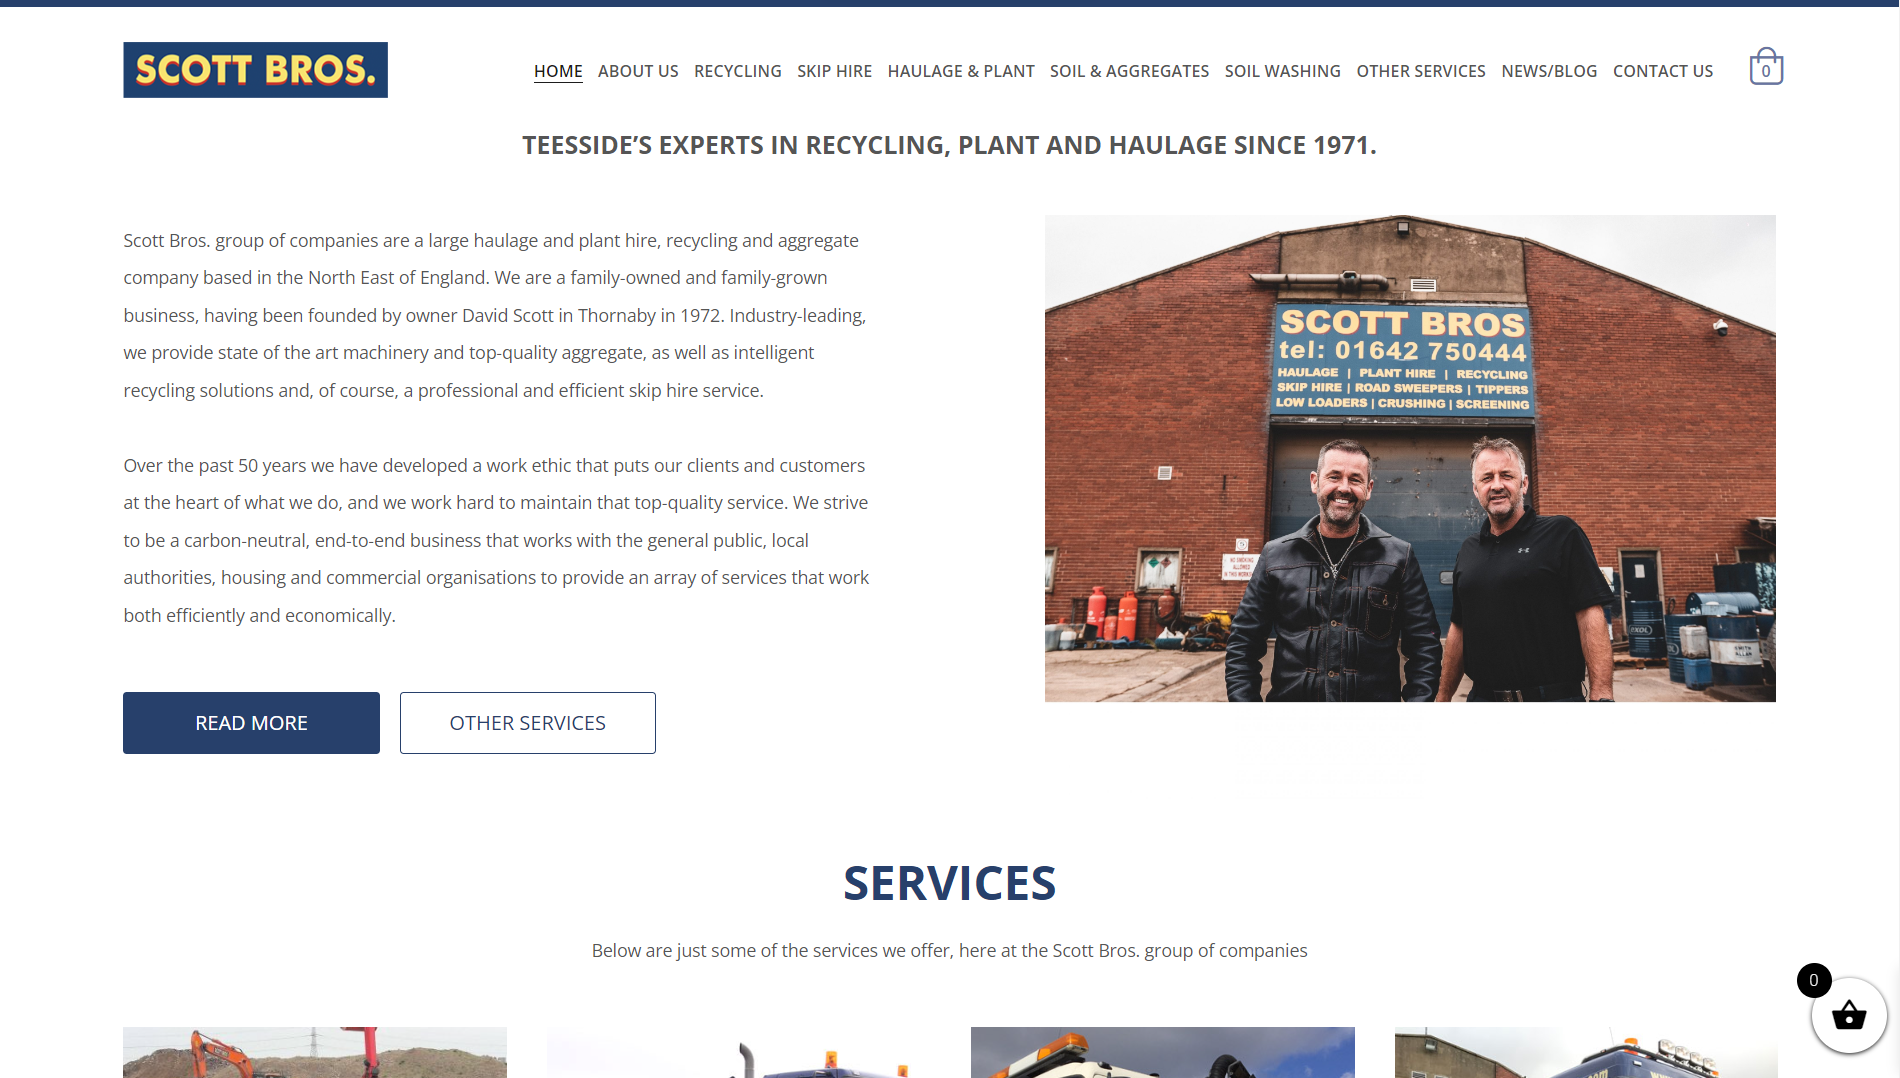 SCOTT BROS.
HOME ABOUT US RECYCLING SKIP HIRE HAULAGE & PLANT SOIL & AGGREGATES SOIL WASHING OTHER SERVICES NEWS/BLOG CONTACT US 0
TEESSIDE’S EXPERTS IN RECYCLING, PLANT AND HAULAGE SINCE 1971.
Scott Bros. group of companies are a large haulage and plant hire, recycling and aggregate
company based in the North East of England. We are a family-owned and family-grown
business, having been founded by owner David Scott in Thornaby in 1972. Industry-leading,
we provide state of the art machinery and top-quality aggregate, as well as intelligent
recycling solutions and, of course, a professional and efficient skip hire service.
Over the past 50 years we have developed a work ethic that puts our clients and customers
at the heart of what we do, and we work hard to maintain that top-quality service. We strive
to be a carbon-neutral, end-to-end business that works with the general public, local
authorities, housing and commercial organisations to provide an array of services that work
both efficiently and economically.
READ MORE OTHER SERVICES
SCOTT BROS
tel: 01642 750444
HAULAGE | PLANT HIRE | RECYCLING
SKIP HIRE | ROAD SWEEPERS | TIPPERS
LOW LOADERS | CRUSHING | SCREENING
NO SMOKING
ALLOWED
IN THIS WORKS
EXOL
SMITH
ALLAN
SERVICES
Below are just some of the services we offer, here at the Scott Bros. group of companies
0